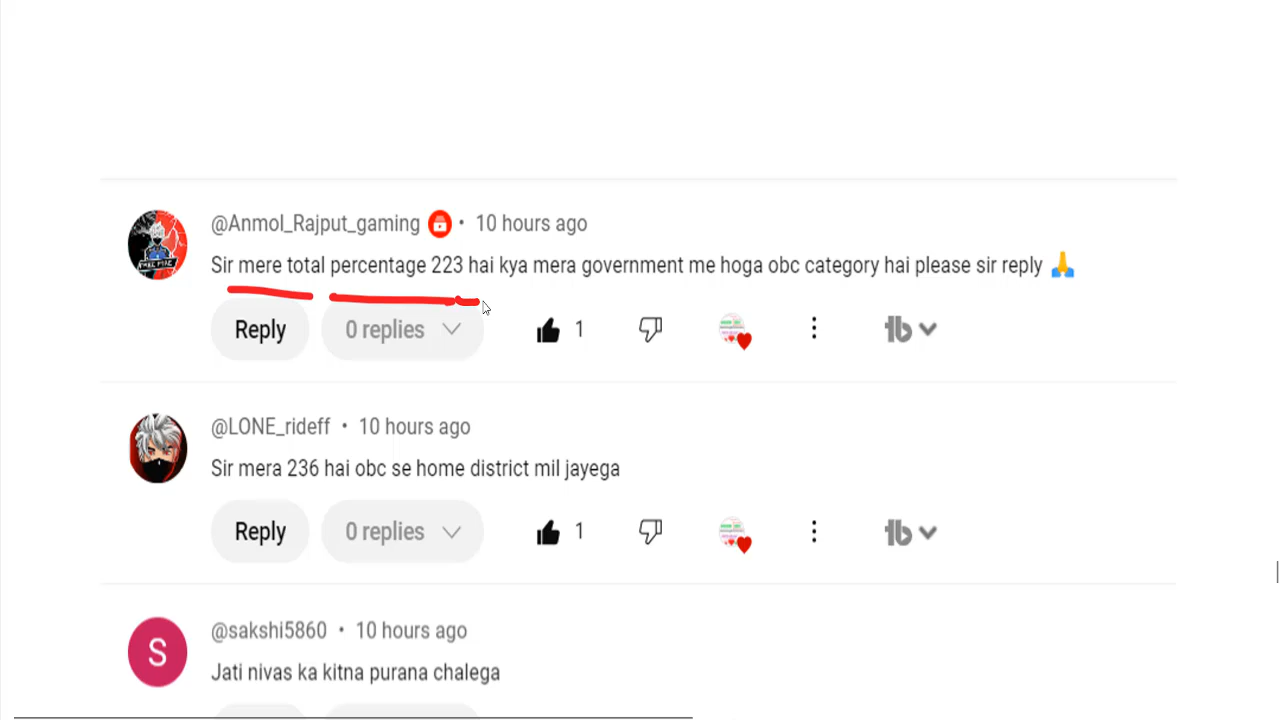 @Anmol_Rajput_gaming • 10 hours ago
Sir mere total percentage 223 hai kya mera government me hoga obc category hai please sir reply 🙏
Reply 0 replies 1
@LONE_rideff • 10 hours ago
Sir mera 236 hai obc se home district mil jayega
Reply 0 replies 1
S
@sakshi5860 • 10 hours ago
Jati nivas ka kitna purana chalega